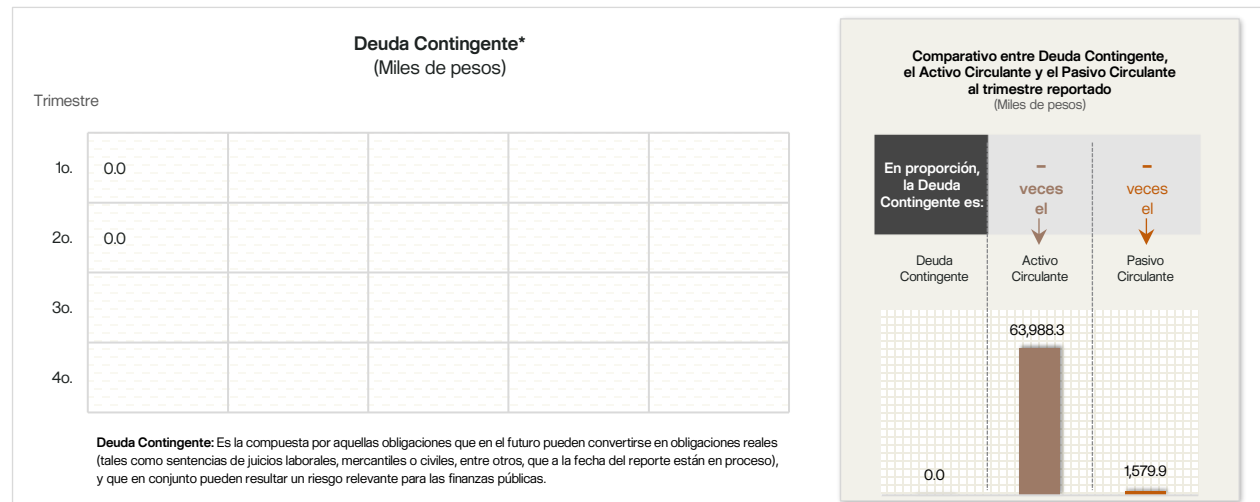 Deuda Contingente*
(Miles de pesos)
Trimestre
1o. 0.0
2o. 0.0
3o.
4o.
Deuda Contingente: Es la compuesta por aquellas obligaciones que en el futuro pueden convertirse en obligaciones reales
(tales como sentencias de juicios laborales, mercantiles o civiles, entre otros, que a la fecha del reporte están en proceso),
y que en conjunto pueden resultar un riesgo relevante para las finanzas públicas.
Comparativo entre Deuda Contingente,
el Activo Circulante y el Pasivo Circulante
al trimestre reportado
(Miles de pesos)
En proporción,
la Deuda
Contingente es:
–
veces
el
–
veces
el
Deuda
Contingente
Activo
Circulante
Pasivo
Circulante
0.0
63,988.3
1,579.9